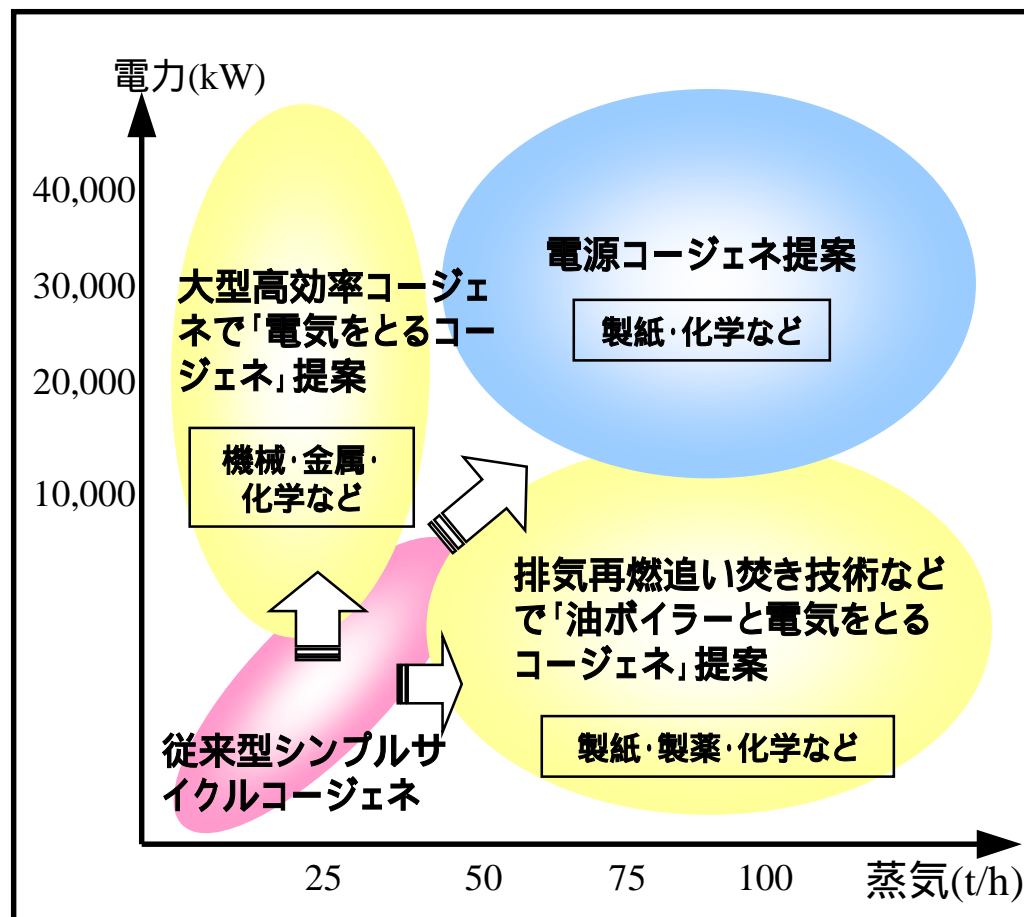 電力(kW)
40,000
30,000
20,000
10,000
大型高効率コージェ
ネで「電気をとるコー
ジェネ」提案
機械・金属・
化学など
電源コージェネ提案
製紙・化学など
排気再燃追い焚き技術など
で「油ボイラーと電気をとる
コージェネ」提案
製紙・製薬・化学など
従来型シンプルサ
イクルコージェネ
25 50 75 100
蒸気(t/h)